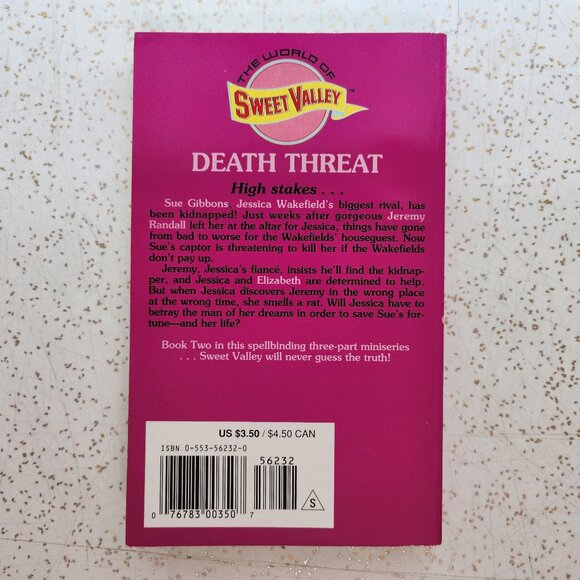 THE WORLD OF
SWEET VALLEY™
DEATH THREAT
High stakes . . .
Sue Gibbons, Jessica Wakefield's biggest rival, has
been kidnapped! Just weeks after gorgeous Jeremy
Randall left her at the altar for Jessica, things have gone
from bad to worse for the Wakefields' houseguest. Now
Sue's captor is threatening to kill her if the Wakefields
don't pay up.
Jeremy, Jessica's fiancé, insists he'll find the kidnap-
per, and Jessica and Elizabeth are determined to help.
But when Jessica discovers Jeremy in the wrong place
at the wrong time, she smells a rat. Will Jessica have to
betray the man of her dreams in order to save Sue's for-
tune—and her life?
Book Two in this spellbinding three-part miniseries
. . . Sweet Valley will never guess the truth!
US $3.50 / $4.50 CAN
ISBN 0-553-56232-0
56232
S
0 76783 00350 7